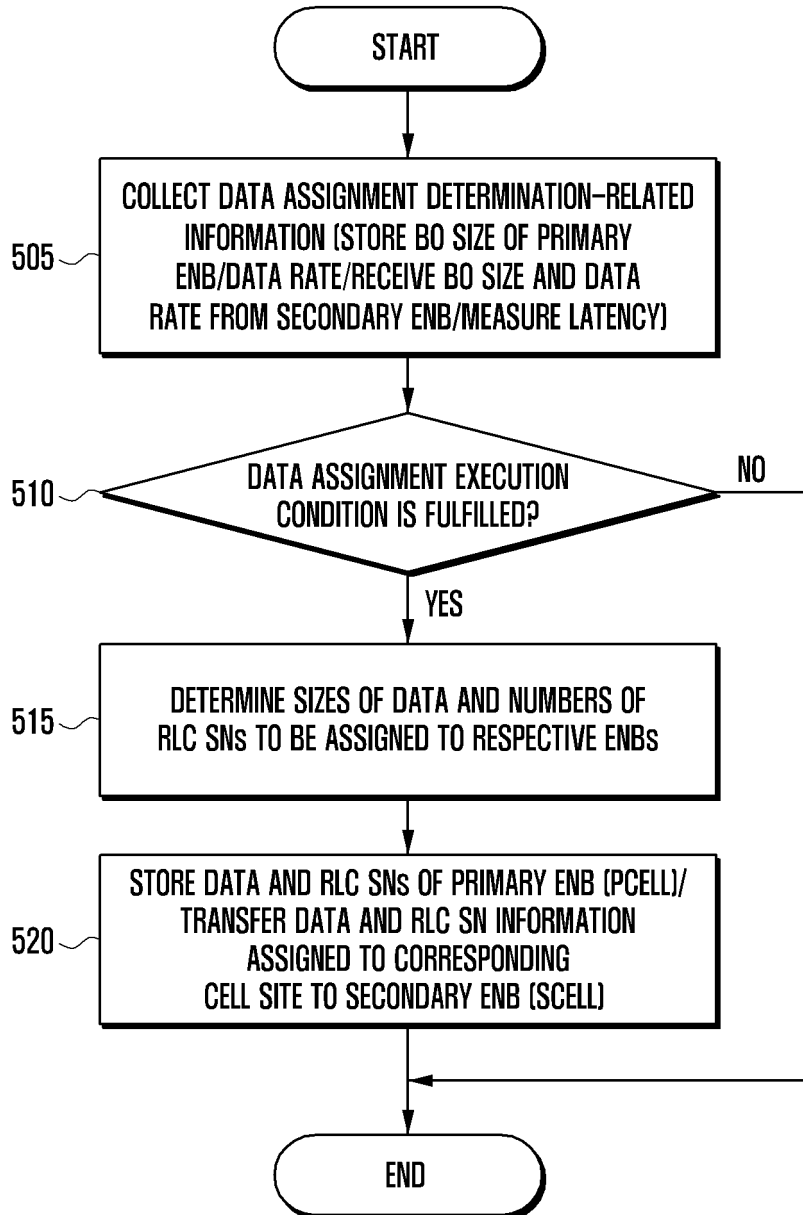 START
505
COLLECT DATA ASSIGNMENT DETERMINATION-RELATED
INFORMATION (STORE BO SIZE OF PRIMARY
ENB/DATA RATE/RECEIVE BO SIZE AND DATA
RATE FROM SECONDARY ENB/MEASURE LATENCY)
510
DATA ASSIGNMENT EXECUTION
CONDITION IS FULFILLED?
NO
YES
515
DETERMINE SIZES OF DATA AND NUMBERS OF
RLC SNs TO BE ASSIGNED TO RESPECTIVE ENBs
520
STORE DATA AND RLC SNs OF PRIMARY ENB (PCELL)/
TRANSFER DATA AND RLC SN INFORMATION
ASSIGNED TO CORRESPONDING
CELL SITE TO SECONDARY ENB (SCELL)
END